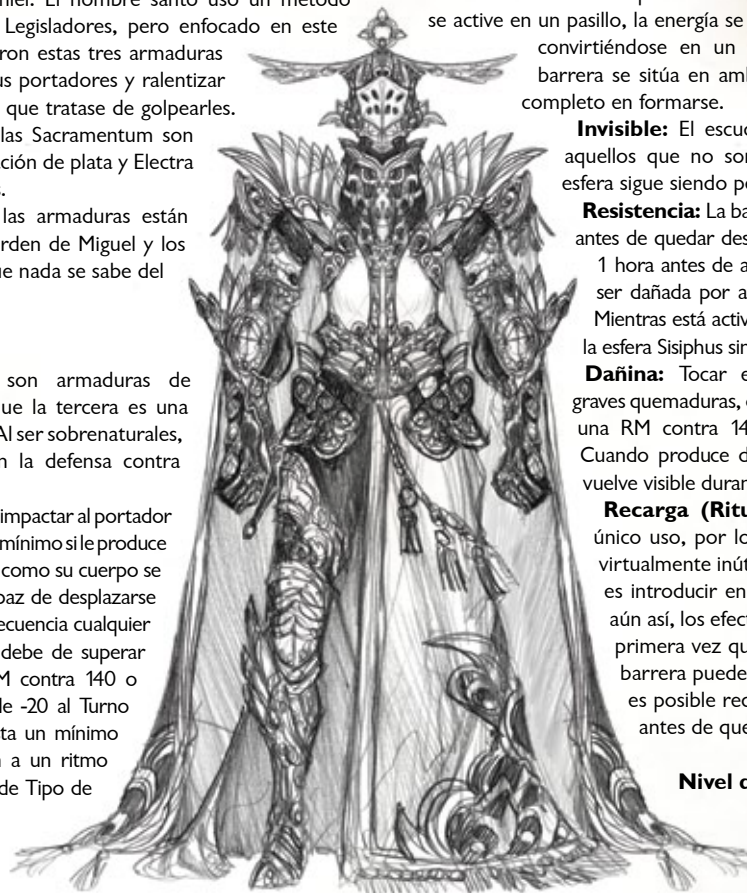 niel. El hombre santo usó un método
Legisladores, pero enfocado en este
ron estas tres armaduras
us portadores y ralentizar
que tratase de golpearles.
las Sacramentum son
ción de plata y Electra
s.
las armaduras están
rden de Miguel y los
ue nada se sabe del
son armaduras de
ue la tercera es una
Al ser sobrenaturales,
n la defensa contra
impactar al portador
mínimo si le produce
como su cuerpo se
paz de desplazarse
ecuencia cualquier
debe de superar
M contra 140 o
de -20 al Turno
ta un mínimo
n a un ritmo
de Tipo de
se active en un pasillo, la energía se
convirtiéndose en un
barrera se sitúa en amb
completo en formarse.
Invisible: El escud
aquellos que no son
esfera sigue siendo pe
Resistencia: La ba
antes de quedar des
1 hora antes de a
ser dañada por a
Mientras está activ
la esfera Sisiphus sin
Dañina: Tocar e
graves quemaduras, c
una RM contra 14
Cuando produce d
vuelve visible duran
Recarga (Ritu
único uso, por lo
virtualmente inút
es introducir en
aún así, los efect
primera vez qu
barrera puede
es posible rec
antes de que
Nivel d